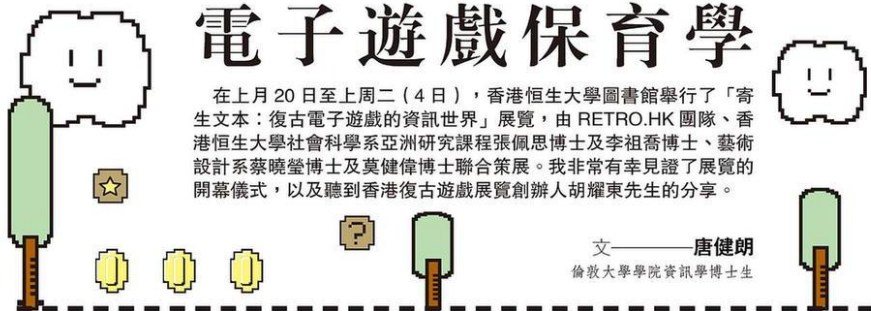 電子遊戲保育學
在上月20日至上周二（4日），香港恒生大學圖書館舉行了「寄
生文本：復古電子遊戲的資訊世界」展覽，由 RETRO.HK 團隊、香
港恒生大學社會科學系亞洲研究課程張佩思博士及李祖喬博士、藝術
設計系蔡曉瑩博士及莫健偉博士聯合策展。我非常有幸見證了展覽的
開幕儀式，以及聽到香港復古遊戲展覽創辦人胡耀東先生的分享。
?
文———唐健朗
倫敦大學學院資訊學博士生